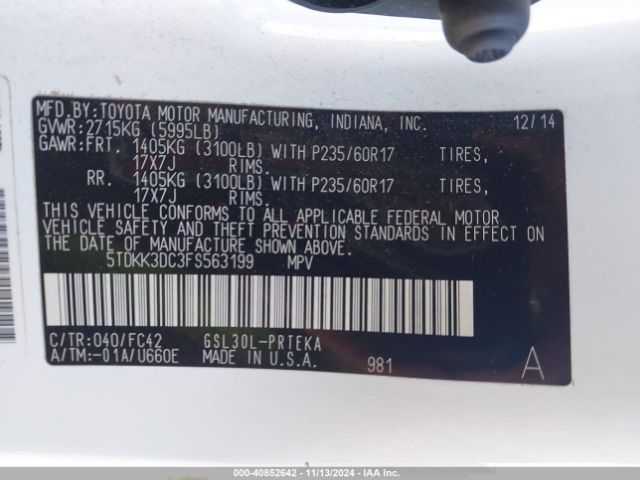 MFD.BY:TOYOTA MOTOR MANUFACTURING, INDIANA, INC. 12/14
GVWR:2715KG (5995LB)
GAWR:FRT. 1405KG (3100LB) WITH P235/60R17 TIRES,
17X7J RIMS.
RR. 1405KG (3100LB) WITH P235/60R17 TIRES,
17X7J RIMS.
THIS VEHICLE CONFORMS TO ALL APPLICABLE FEDERAL MOTOR
VEHICLE SAFETY AND THEFT PREVENTION STANDARDS IN EFFECT ON
THE DATE OF MANUFACTURE SHOWN ABOVE.
5TDKK3DC3FS563199 MPV
C/TR:040/FC42 GSL30L-PRTEKA
A/TM:-01A/U660E MADE IN U.S.A. 981 A
000-40852642 - 11/13/2024 - IAAI.COM